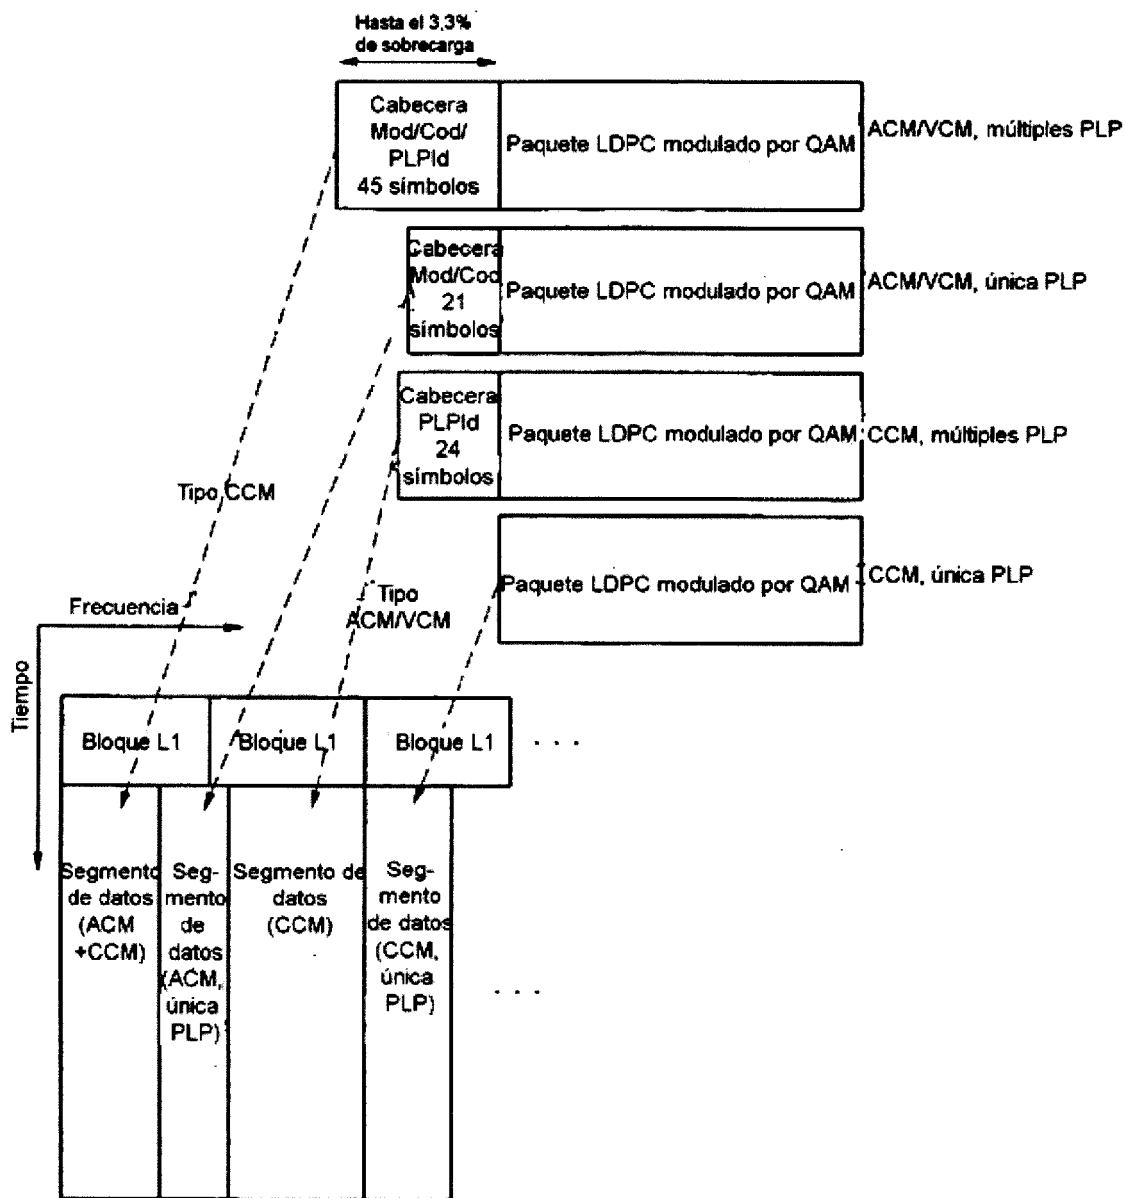 Hasta el 3,3%
de sobrecarga
Cabecera
Mod/Cod/
PLPId
45 símbolos
Paquete LDPC modulado por QAM
ACM/VCM, múltiples PLP
Cabecera
Mod/Cod
21
símbolos
Paquete LDPC modulado por QAM
ACM/VCM, única PLP
Cabecera
PLPId
24
símbolos
Paquete LDPC modulado por QAM
CCM, múltiples PLP
Tipo CCM
Paquete LDPC modulado por QAM
CCM, única PLP
Tipo
ACM/VCM
Frecuencia
Tiempo
Bloque L1
Bloque L1
Bloque L1
. . .
Segmento
de datos
(ACM
+CCM)
Seg-
mento
de
datos
(ACM,
única
PLP)
Segmento de
datos
(CCM)
Seg-
mento
de datos
(CCM,
única
PLP)
. . .